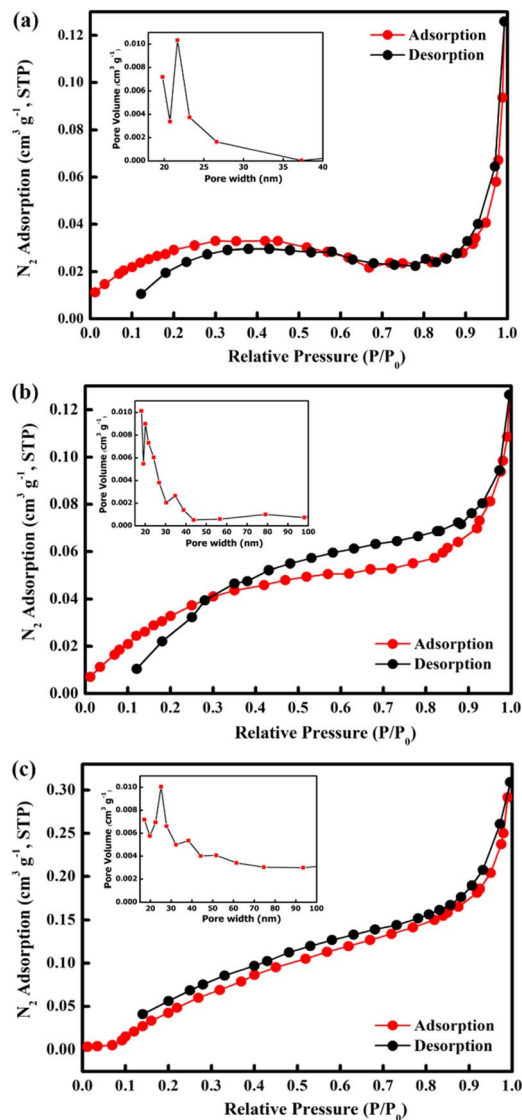 (a)
0.12
0.10
0.08
0.06
0.04
0.02
0.00
N₂ Adsorption (cm³ g⁻¹, STP)
Adsorption
Desorption
0.012
0.010
0.008
0.006
0.004
0.002
0.000
Pore Volume (cm³ g⁻¹)
20 25 30 35 40
Pore width (nm)
0.0 0.1 0.2 0.3 0.4 0.5 0.6 0.7 0.8 0.9 1.0
Relative Pressure (P/P₀)
(b)
0.12
0.10
0.08
0.06
0.04
0.02
0.00
N₂ Adsorption (cm³ g⁻¹, STP)
0.010
0.008
0.006
0.004
0.002
0.000
Pore Volume (cm³ g⁻¹)
20 30 40 50 60 70 80 90 100
Pore width (nm)
Adsorption
Desorption
0.0 0.1 0.2 0.3 0.4 0.5 0.6 0.7 0.8 0.9 1.0
Relative Pressure (P/P₀)
(c)
0.30
0.25
0.20
0.15
0.10
0.05
0.00
N₂ Adsorption (cm³ g⁻¹, STP)
0.010
0.008
0.006
0.004
0.002
0.000
Pore Volume (cm³ g⁻¹)
20 30 40 50 60 70 80 90 100
Pore width (nm)
Adsorption
Desorption
0.0 0.1 0.2 0.3 0.4 0.5 0.6 0.7 0.8 0.9 1.0
Relative Pressure (P/P₀)